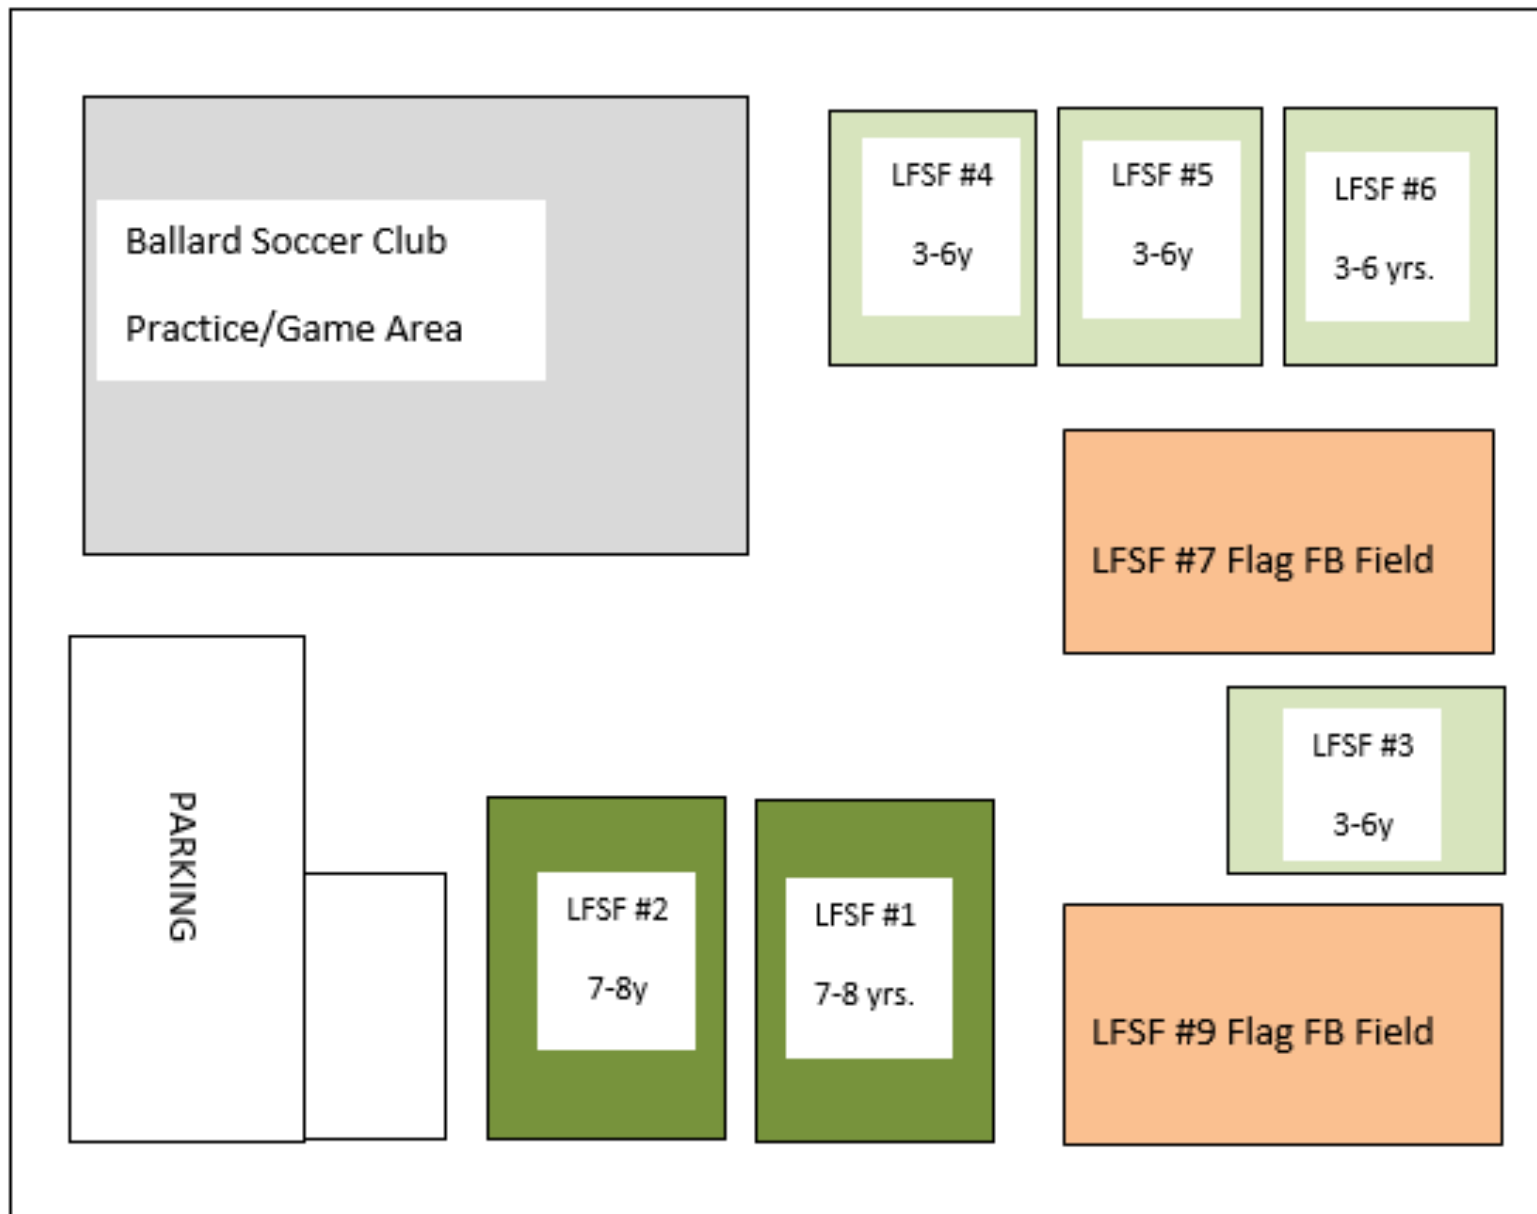 Ballard Soccer Club
Practice/Game Area
LFSF #4
3-6y
LFSF #5
3-6y
LFSF #6
3-6 yrs.
LFSF #7 Flag FB Field
LFSF #3
3-6y
PARKING
LFSF #2
7-8y
LFSF #1
7-8 yrs.
LFSF #9 Flag FB Field